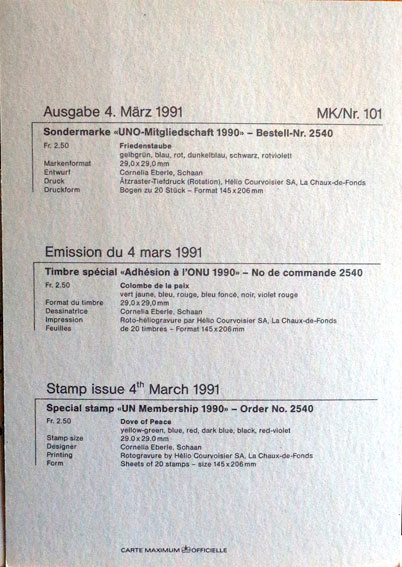 Ausgabe 4. März 1991 MK/Nr. 101
Sondermarke «UNO-Mitgliedschaft 1990» – Bestell-Nr. 2540
Fr. 2.50 Friedenstaube
gelbgrün, blau, rot, dunkelblau, schwarz, rotviolett
Markenformat 29,0 x 29,0 mm
Entwurf Cornelia Eberle, Schaan
Druck Ätzraster-Tiefdruck (Rotation), Hélio Courvoisier SA, La Chaux-de-Fonds
Druckform Bogen zu 20 Stück – Format 145 x 206 mm
Emission du 4 mars 1991
Timbre spécial «Adhésion à l'ONU 1990» – No de commande 2540
Fr. 2.50 Colombe de la paix
vert jaune, bleu, rouge, bleu foncé, noir, violet rouge
Format du timbre 29,0 x 29,0 mm
Dessinatrice Cornelia Eberle, Schaan
Impression Roto-héliogravure par Hélio Courvoisier SA, La Chaux-de-Fonds
Feuilles de 20 timbres – Format 145 x 206 mm
Stamp issue 4th March 1991
Special stamp «UN Membership 1990» – Order No. 2540
Fr. 2.50 Dove of Peace
yellow-green, blue, red, dark blue, black, red-violet
Stamp size 29.0 x 29.0 mm
Designer Cornelia Eberle, Schaan
Printing Rotogravure by Hélio Courvoisier SA, La Chaux-de-Fonds
Form Sheets of 20 stamps – size 145 x 206 mm
CARTE MAXIMUM OFFICIELLE